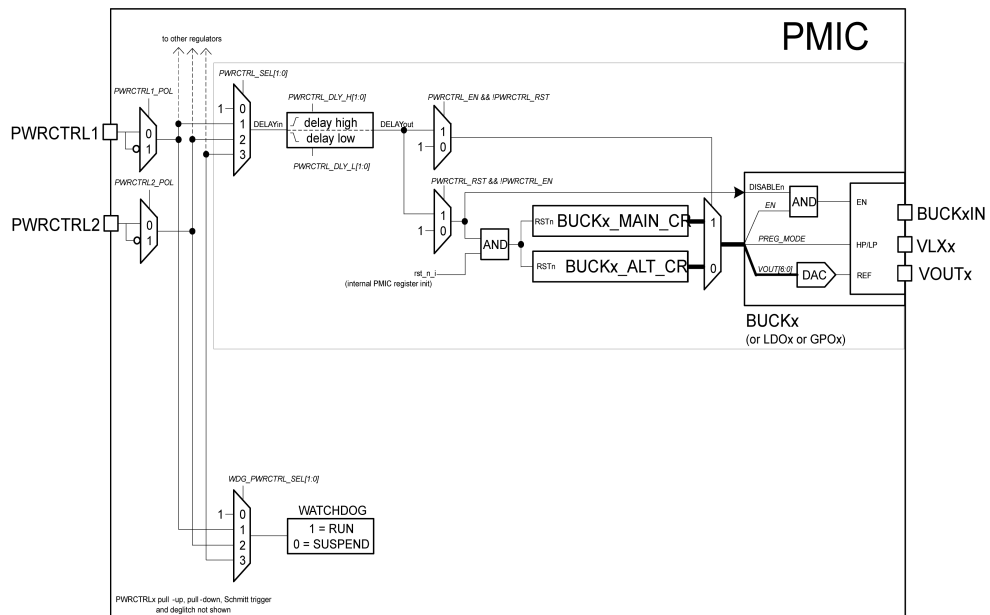 PMIC
to other regulators
PWRCTRL_SEL[1:0]
PWRCTRL1_POL
PWRCTRL_DLY_H[1:0]
PWRCTRL_EN && !PWRCTRL_RST
PWRCTRL1
0
1
1
0
1
2
3
DELAYin
delay high
delay low
DELAYout
1
1
0
PWRCTRL_DLY_L[1:0]
PWRCTRL2_POL
PWRCTRL_RST && !PWRCTRL_EN
PWRCTRL2
0
1
1
1
0
AND
rst_n_i
(internal PMIC register init)
RSTn
BUCKx_MAIN_CR
RSTn
BUCKx_ALT_CR
1
0
DISABLEn
EN
AND
EN
PREG_MODE
HP/LP
VOUT[6:0]
DAC
REF
BUCKxIN
VLXx
VOUTx
BUCKx
(or LDOx or GPOx)
WDG_PWRCTRL_SEL[1:0]
1
0
1
2
3
WATCHDOG
1 = RUN
0 = SUSPEND
PWRCTRLx pull -up, pull -down, Schmitt trigger
and deglitch not shown